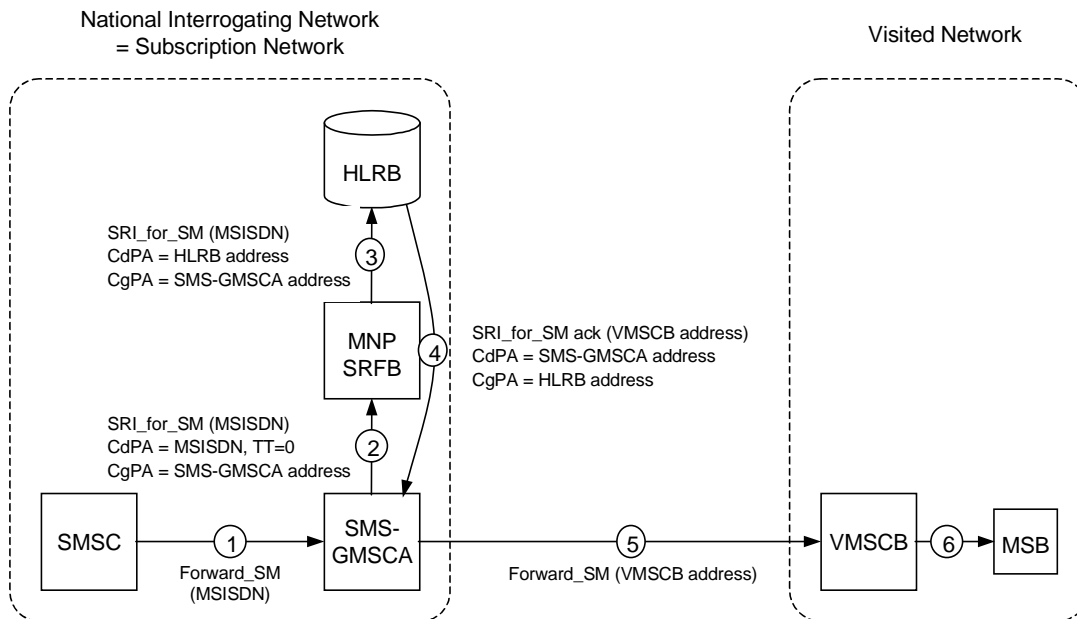 National Interrogating Network
= Subscription Network
Visited Network
HLRB
SRI_for_SM (MSISDN)
CdPA = HLRB address
CgPA = SMS-GMSCA address
3
MNP
SRFB
4
SRI_for_SM ack (VMSCB address)
CdPA = SMS-GMSCA address
CgPA = HLRB address
SRI_for_SM (MSISDN)
CdPA = MSISDN, TT=0
CgPA = SMS-GMSCA address
2
SMSC
1
Forward_SM
(MSISDN)
SMS-
GMSCA
5
Forward_SM (VMSCB address)
VMSCB
6
MSB